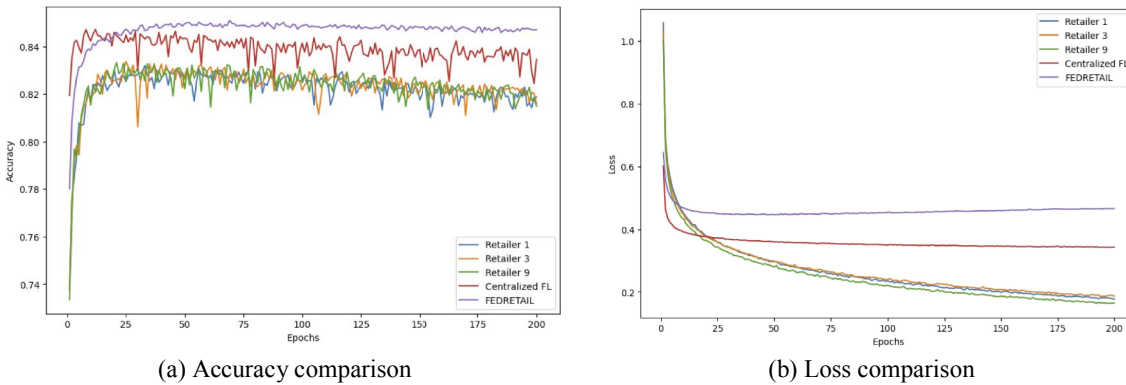 0.84
0.82
0.80
0.78
0.76
0.74
Accuracy
0
25
50
75
100
125
150
175
200
Epochs
Retailer 1
Retailer 3
Retailer 9
Centralized FL
FEDRETAIL
(a) Accuracy comparison
1.0
0.8
0.6
0.4
0.2
Loss
0
25
50
75
100
125
150
175
200
Epochs
Retailer 1
Retailer 3
Retailer 9
Centralized FL
FEDRETAIL
(b) Loss comparison